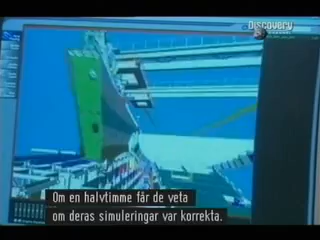 Discovery
Om en halvtimme får de veta
om deras simuleringar var korrekta.